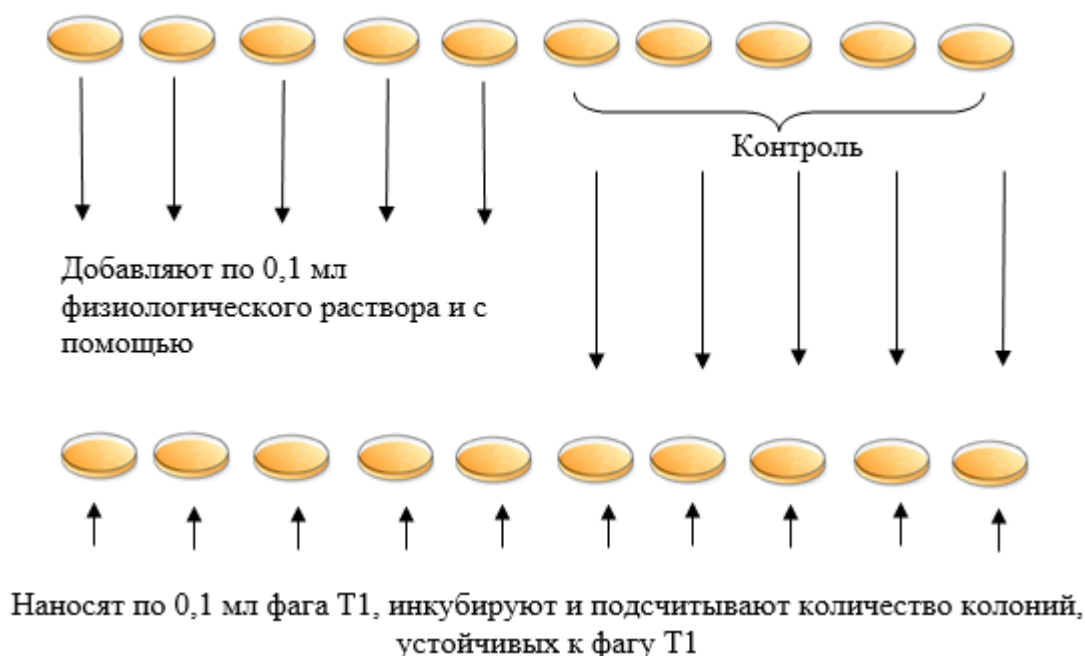 Контроль
Добавляют по 0,1 мл
физиологического раствора и с
помощью
Наносят по 0,1 мл фага Т1, инкубируют и подсчитывают количество колоний,
устойчивых к фагу Т1